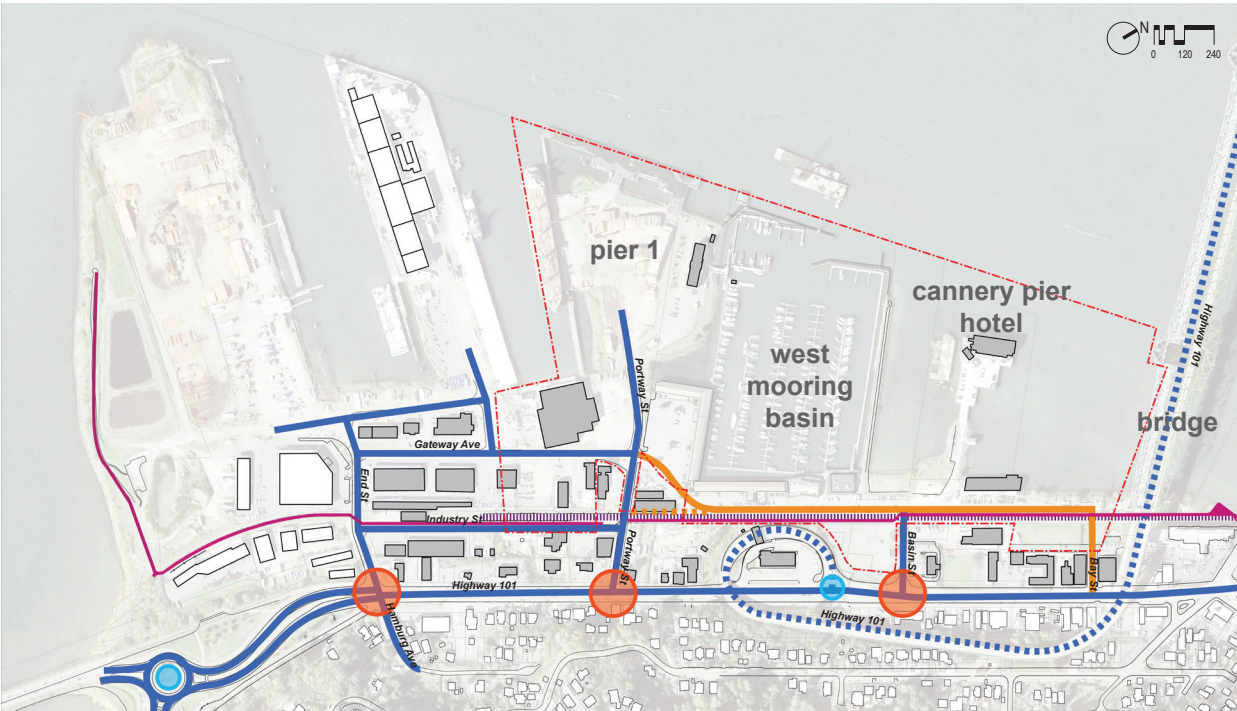 N
0 120 240
pier 1
cannery pier
hotel
west
mooring
basin
bridge
Highway 101
Portway St
Gateway Ave
End St
Industry St
Portway St
Basin St
Bay St
Highway 101
Highway 101
Hamburg Ave